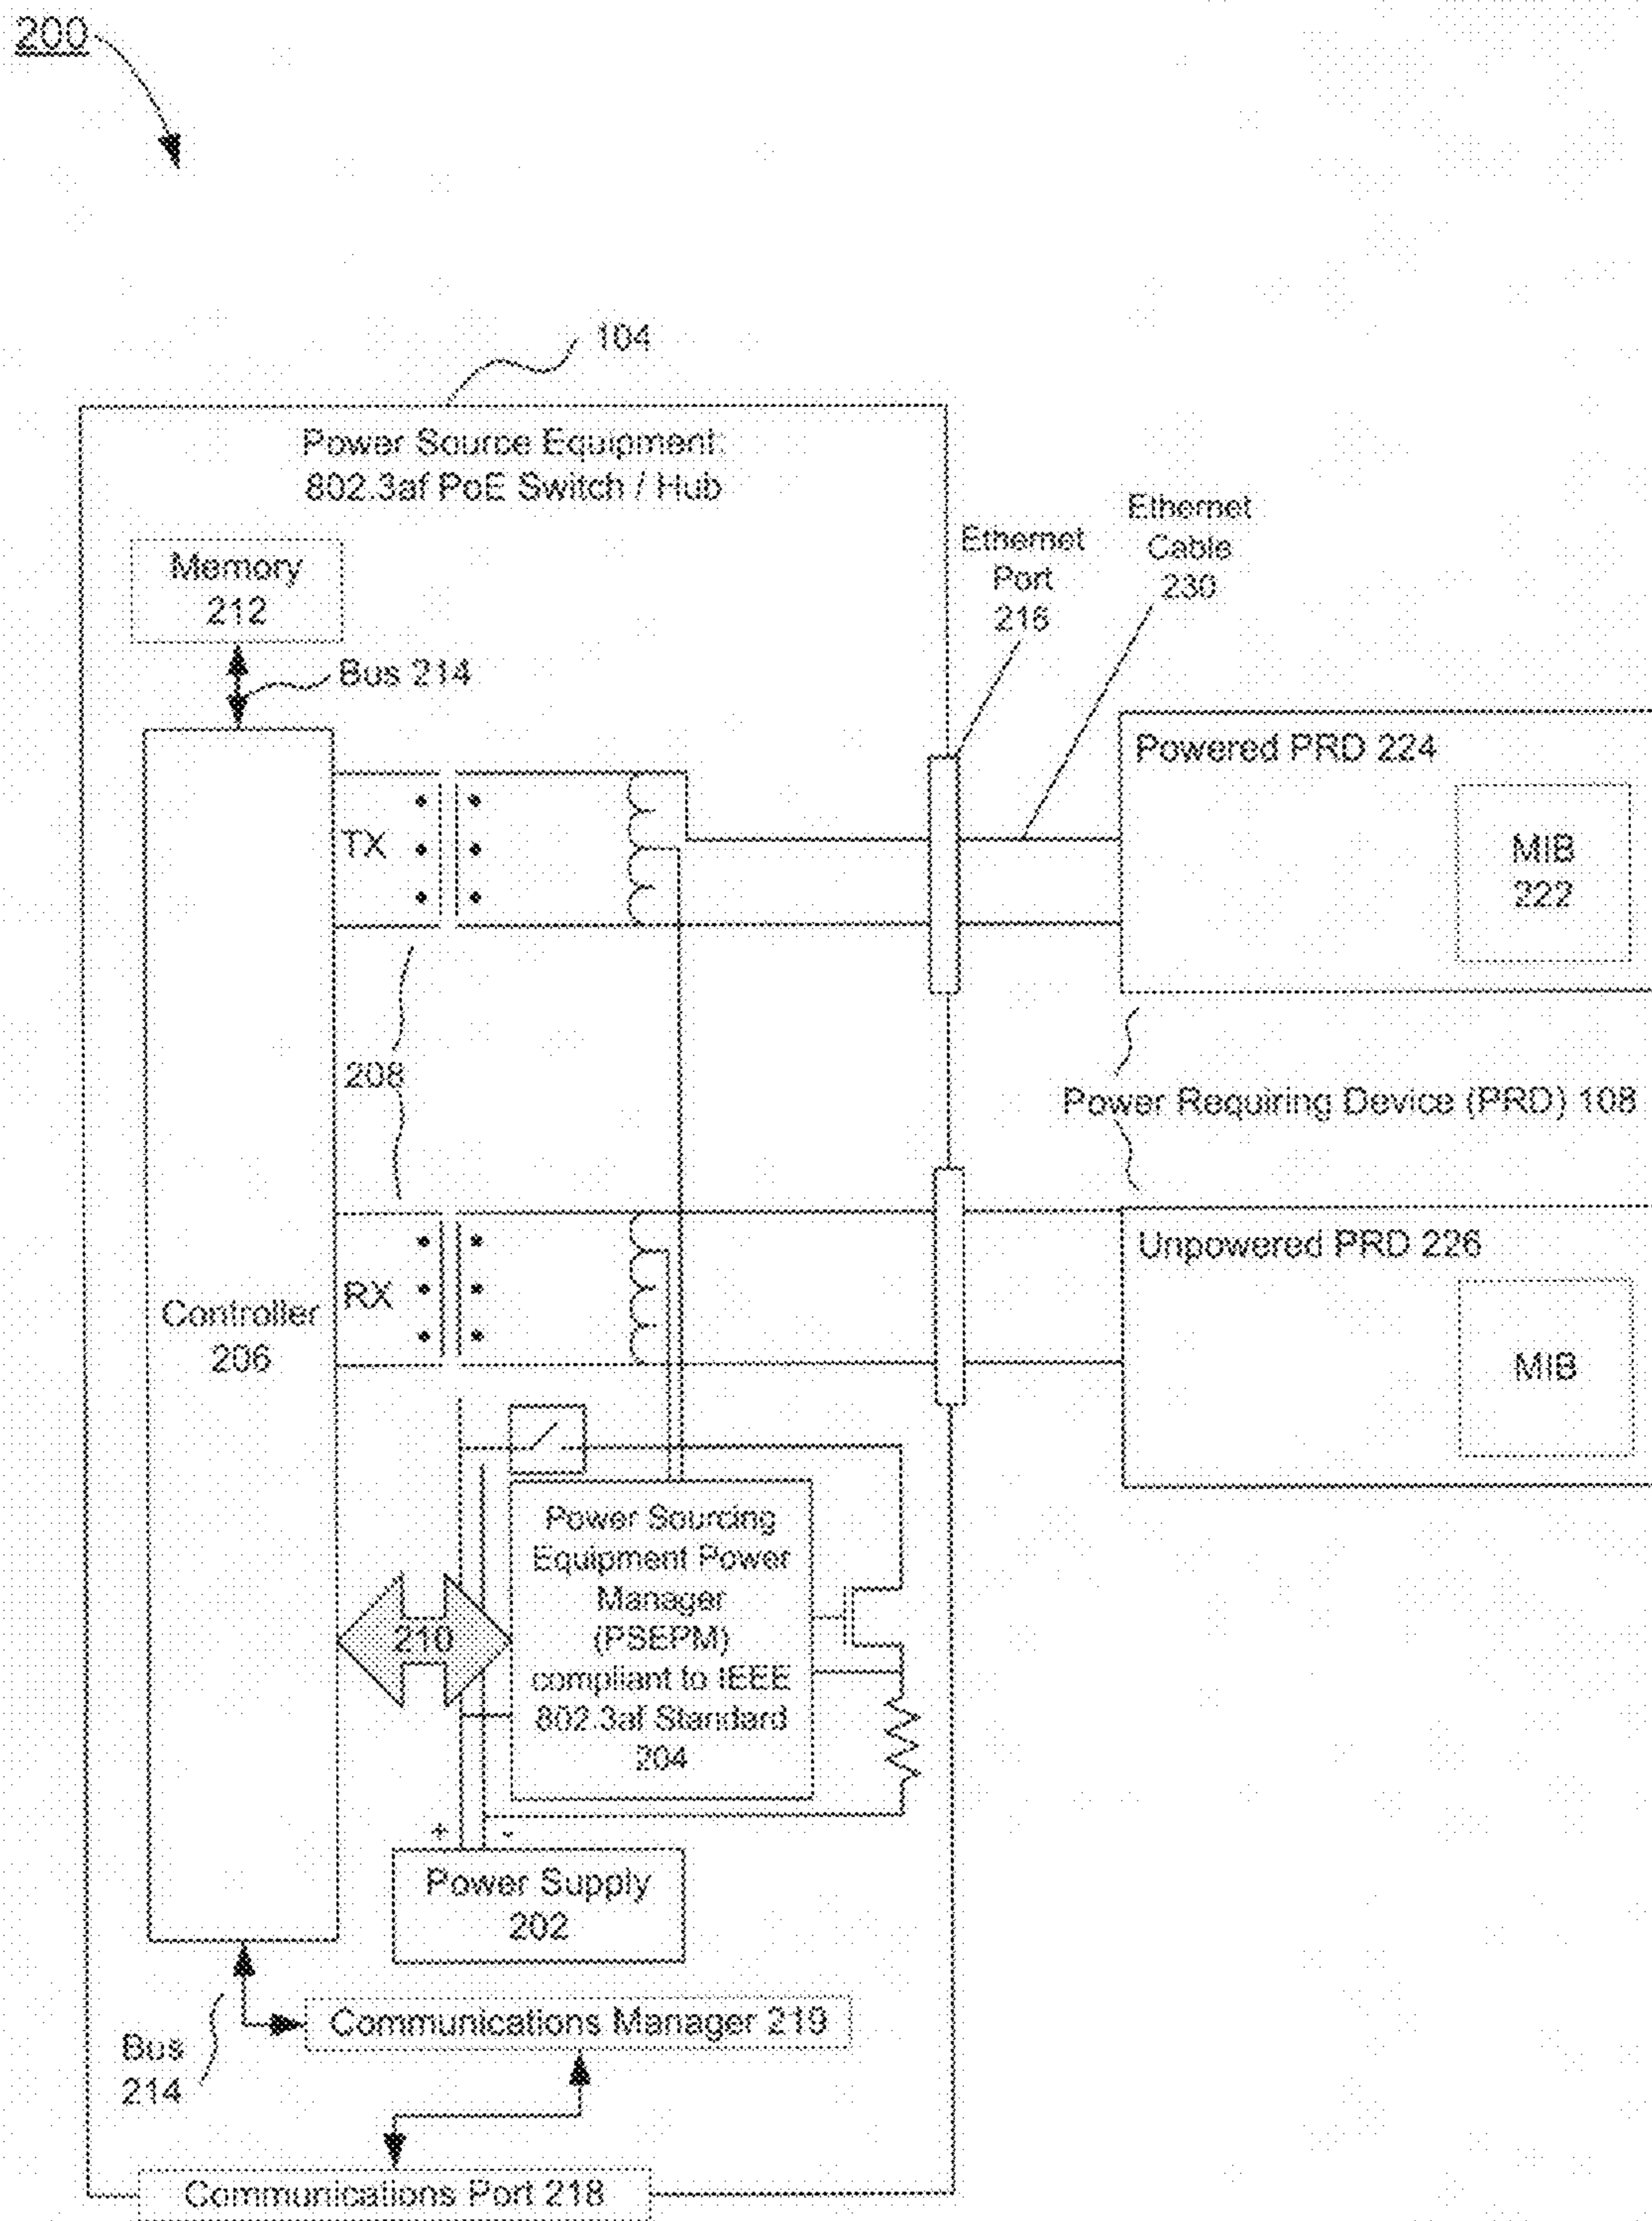 200
104
Power Source Equipment
802.3af PoE Switch / Hub
Memory
212
Bus 214
Ethernet
Port
216
Ethernet
Cable
230
Powered PRD 224
MIB
222
TX
208
Power Requiring Device (PRD) 108
Unpowered PRD 226
MIB
RX
Controller
206
Power Sourcing
Equipment Power
Manager
(PSEPM)
compliant to IEEE
802.3af Standard
204
210
+ -
Power Supply
202
Communications Manager 219
Bus
214
Communications Port 218